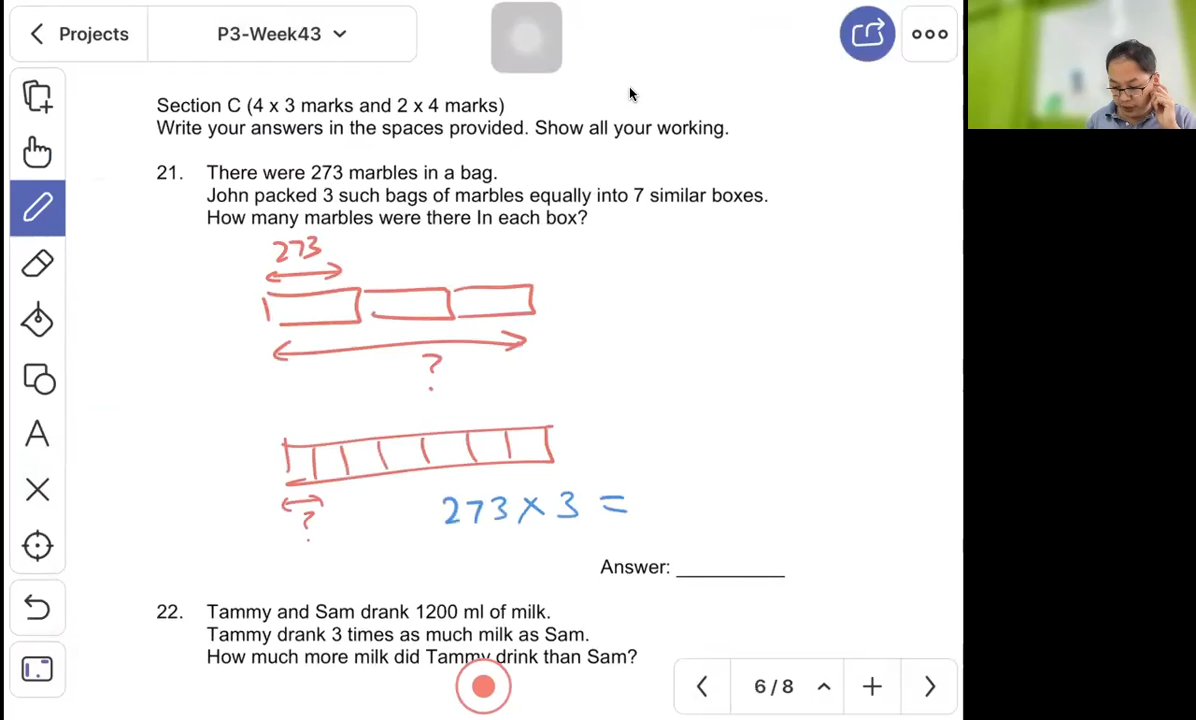 Projects
P3-Week43
Section C (4 x 3 marks and 2 x 4 marks)
Write your answers in the spaces provided. Show all your working.
21. There were 273 marbles in a bag.
John packed 3 such bags of marbles equally into 7 similar boxes.
How many marbles were there In each box?
273
?
?
273 × 3 =
Answer: __________
22. Tammy and Sam drank 1200 ml of milk.
Tammy drank 3 times as much milk as Sam.
How much more milk did Tammy drink than Sam?
6 / 8